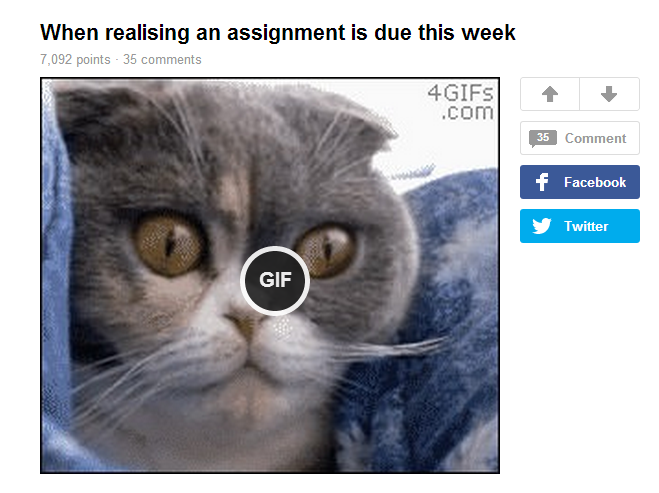 When realising an assignment is due this week
7,092 points · 35 comments
4GIFs
.com
GIF
35 Comment
Facebook
Twitter